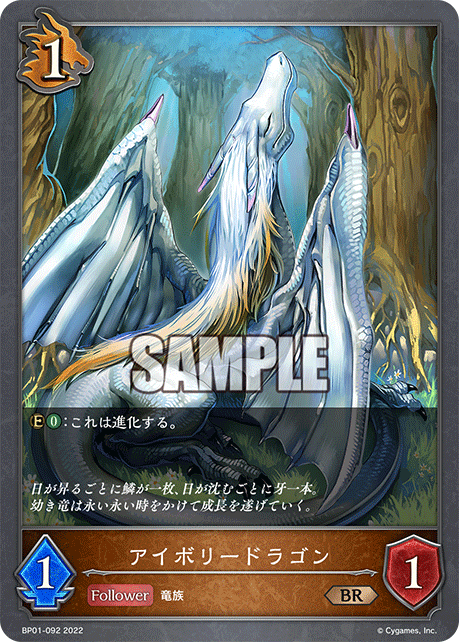 1
SAMPLE
E 0:これは進化する。
日が昇るごとに鱗が一枚、日が沈むごとに牙一本。
幼き竜は永い永い時をかけて成長を遂げていく。
アイボリードラゴン
1
Follower 竜族
BR
1
BP01-092 2022
© Cygames, Inc.